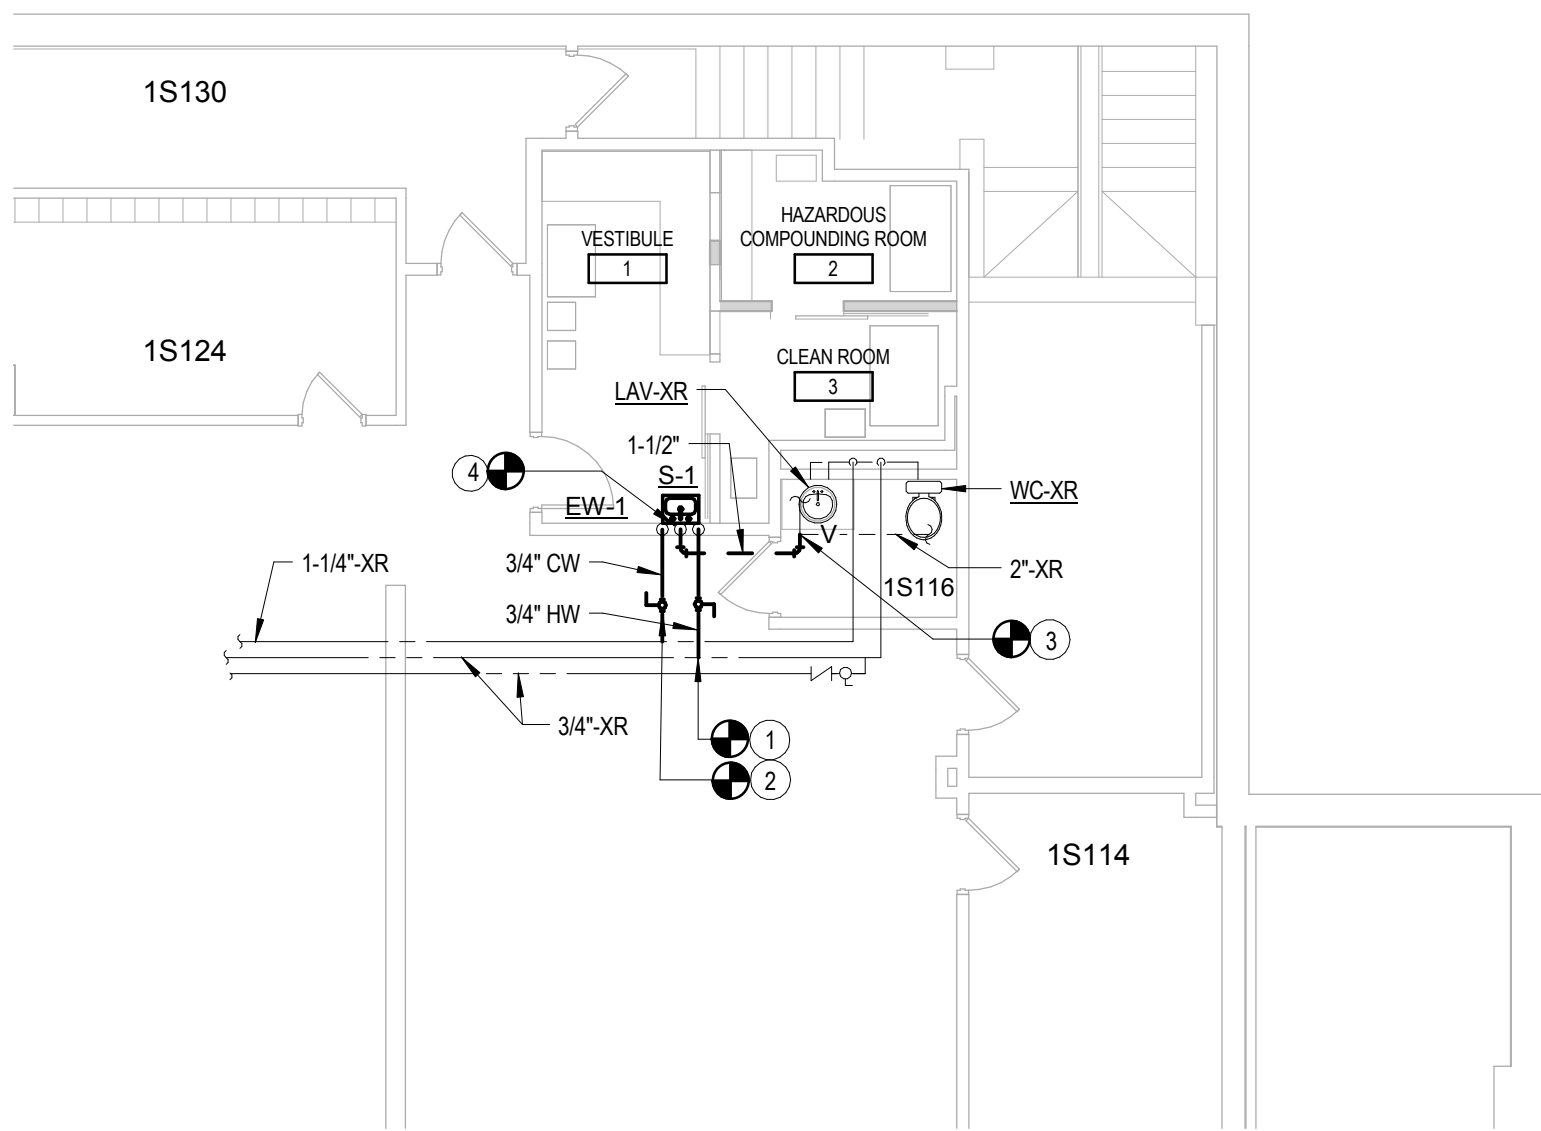 1S130
HAZARDOUS
VESTIBULE
COMPOUNDING ROOM
1
2
1S124
CLEAN ROOM
3
LAV-XR
1-1/2"
4
S-1
EW-1
WC-XR
V
1-1/4"-XR
3/4" CW
2"-XR
1S116
3/4" HW
3
3/4"-XR
1
2
1S114